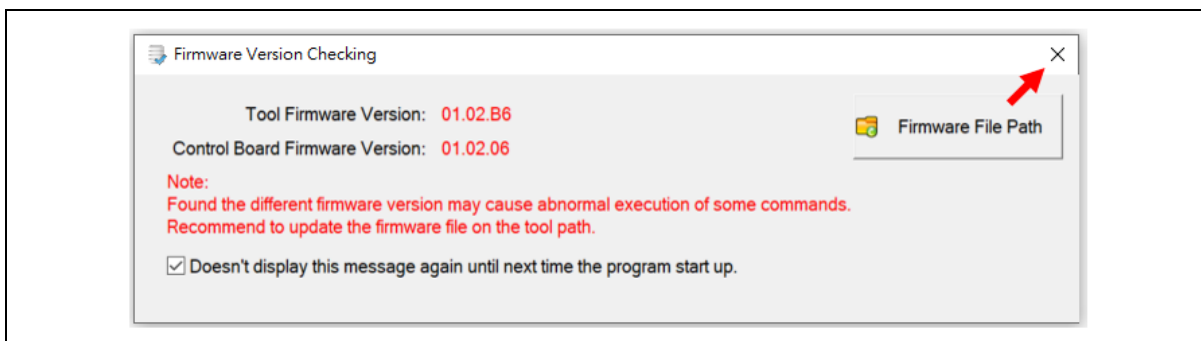 Firmware Version Checking
Tool Firmware Version: 01.02.B6
Firmware File Path
Control Board Firmware Version: 01.02.06
Note:
Found the different firmware version may cause abnormal execution of some commands.
Recommend to update the firmware file on the tool path.
Doesn't display this message again until next time the program start up.